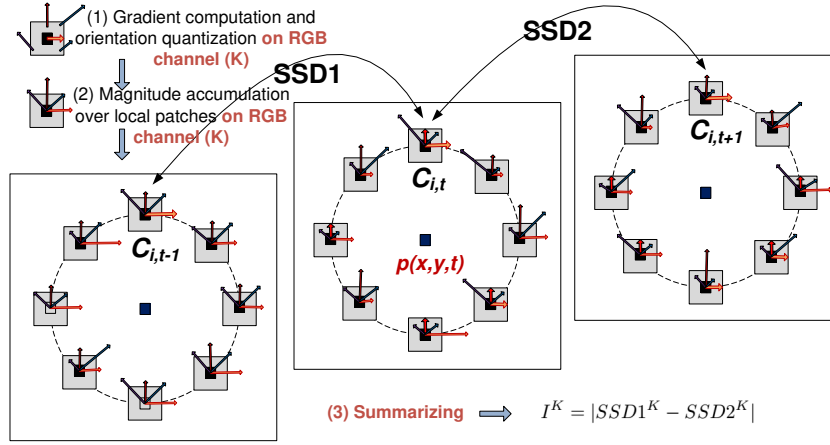 (1) Gradient computation and
orientation quantization on RGB
channel (K)
(2) Magnitude accumulation
over local patches on RGB
channel (K)
SSD1
SSD2
C_{i,t-1}
C_{i,t}
p(x,y,t)
C_{i,t+1}
(3) Summarizing
I^K = |SSD1^K − SSD2^K|